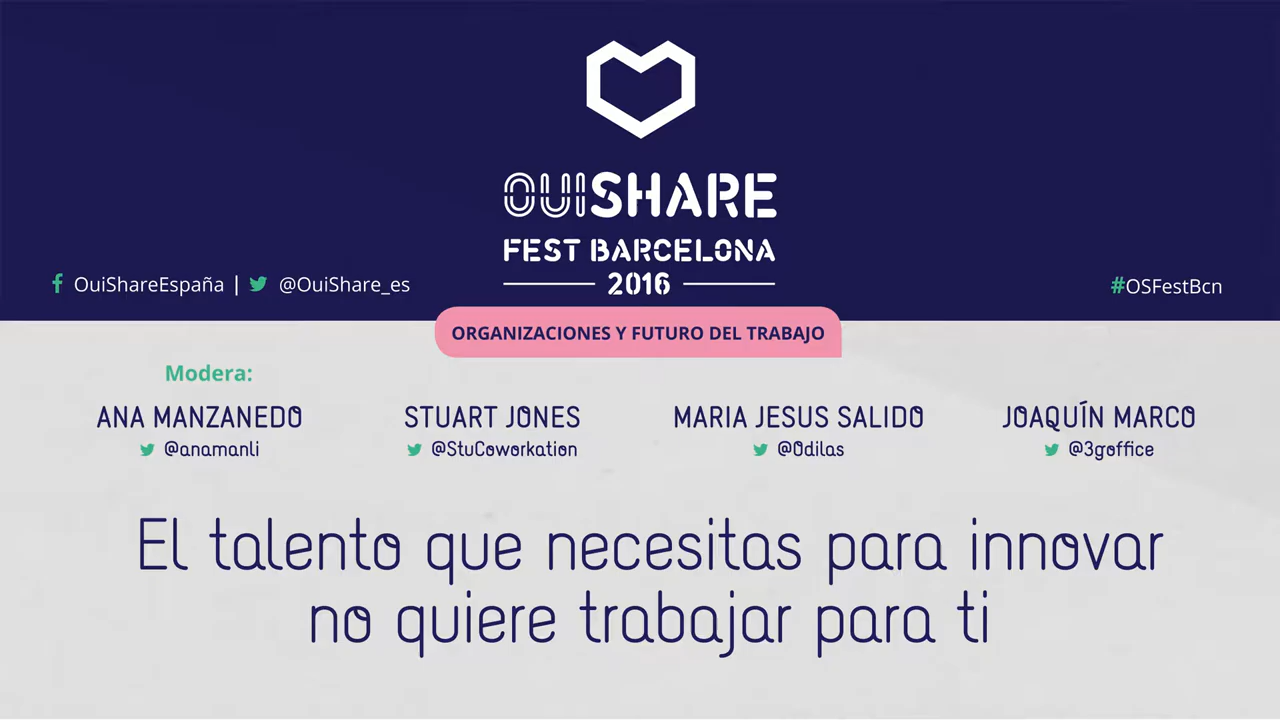 OUISHARE
FEST BARCELONA
2016
OuiShareEspaña | @OuiShare_es
#OSFestBcn
ORGANIZACIONES Y FUTURO DEL TRABAJO
Modera:
ANA MANZANEDO
@anamanli
STUART JONES
@StuCoworkation
MARIA JESUS SALIDO
@Odilas
JOAQUÍN MARCO
@3goffice
El talento que necesitas para innovar
no quiere trabajar para ti